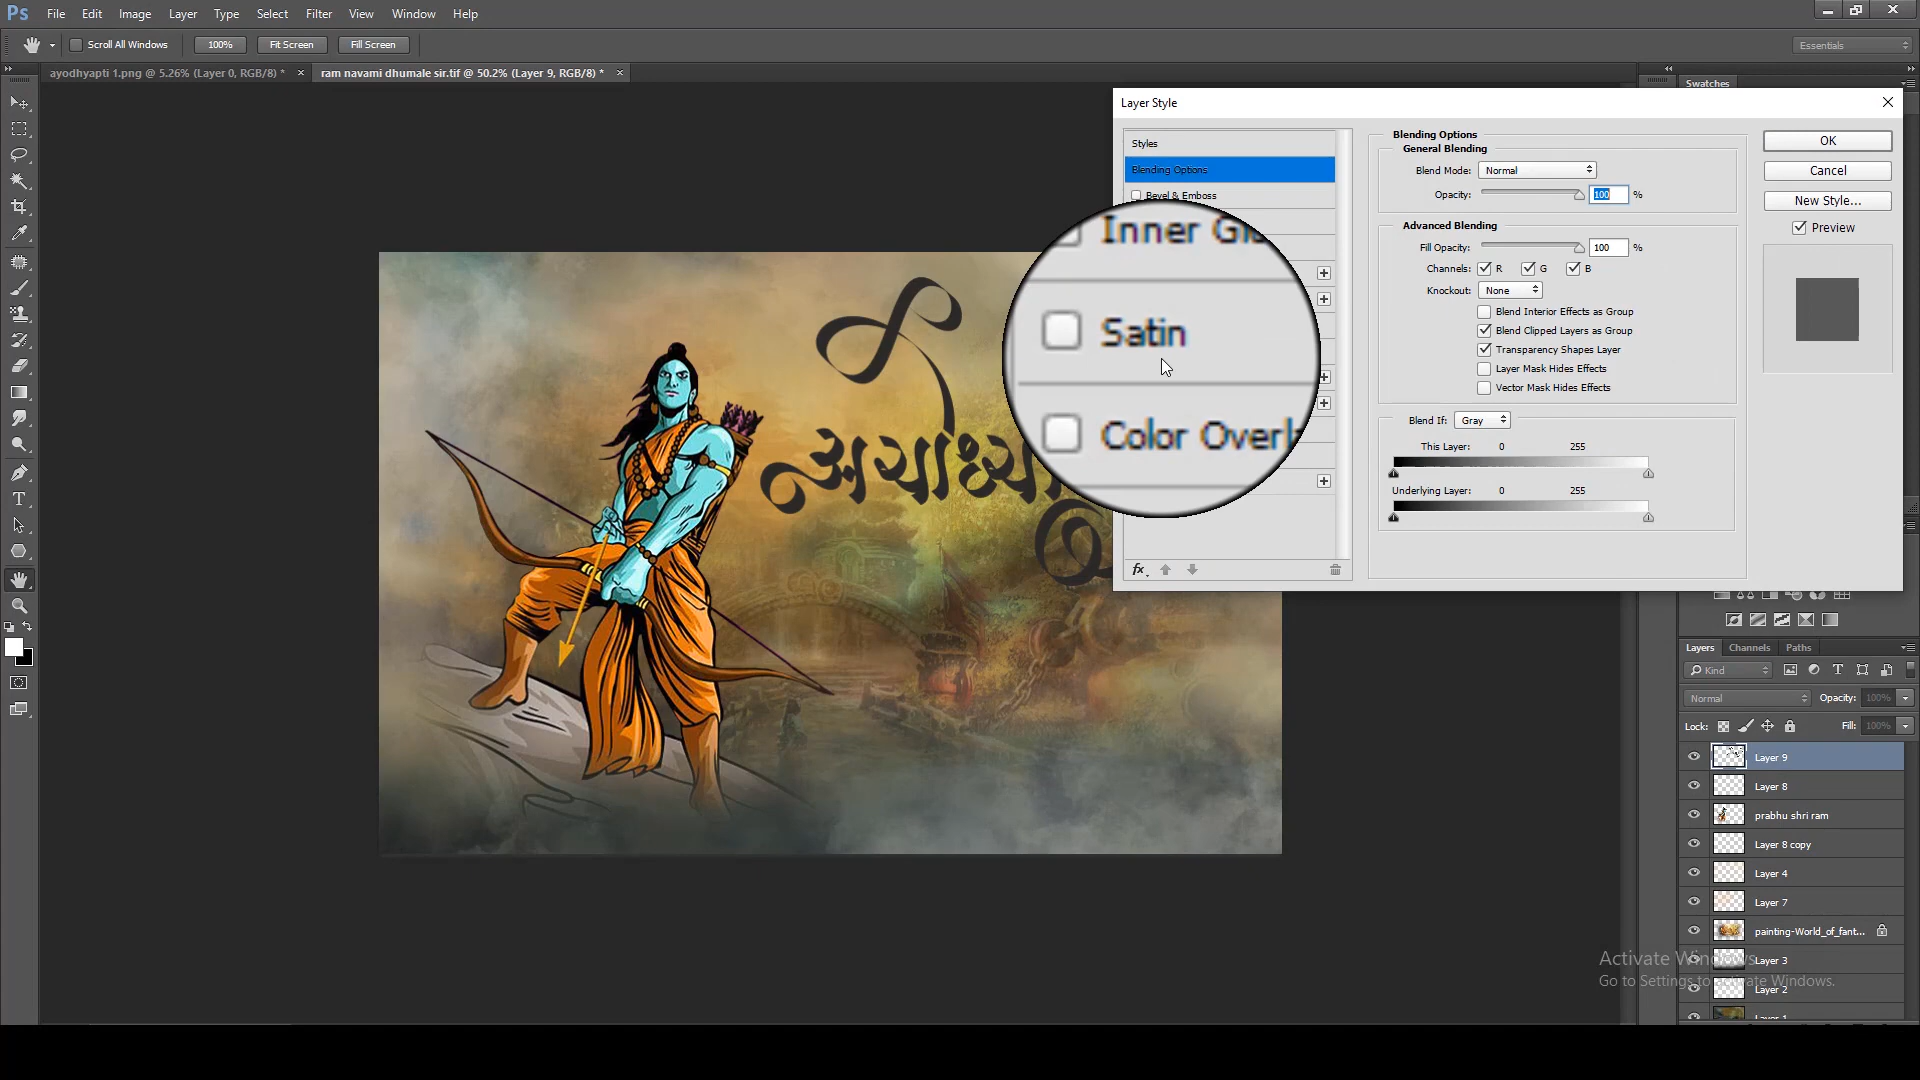 Ps File Edit Image Layer Type Select Filter View Window Help
Scroll All Windows 100% Fit Screen Fill Screen Essentials
ayodhyapti 1.png @ 5.26% (Layer 0, RGB/8) * × ram navami dhumale sir.tif @ 50.2% (Layer 9, RGB/8) * ×
Swatches
Layer Style
Styles
Blending Options
Bevel & Emboss
Inner Glo
Satin
Color Overl
fx
Blending Options
General Blending
Blend Mode: Normal
Opacity: 100 %
Advanced Blending
Fill Opacity: 100 %
Channels: R G B
Knockout: None
Blend Interior Effects as Group
Blend Clipped Layers as Group
Transparency Shapes Layer
Layer Mask Hides Effects
Vector Mask Hides Effects
Blend If: Gray
This Layer: 0 255
Underlying Layer: 0 255
OK
Cancel
New Style...
Preview
अयोध्या
Layers Channels Paths
Kind
Normal Opacity: 100%
Lock: Fill: 100%
Layer 9
Layer 8
prabhu shri ram
Layer 8 copy
Layer 4
Layer 7
painting-World_of_fant...
Layer 3
Layer 2
Layer 1
Activate Windows
Go to Settings to activate Windows.